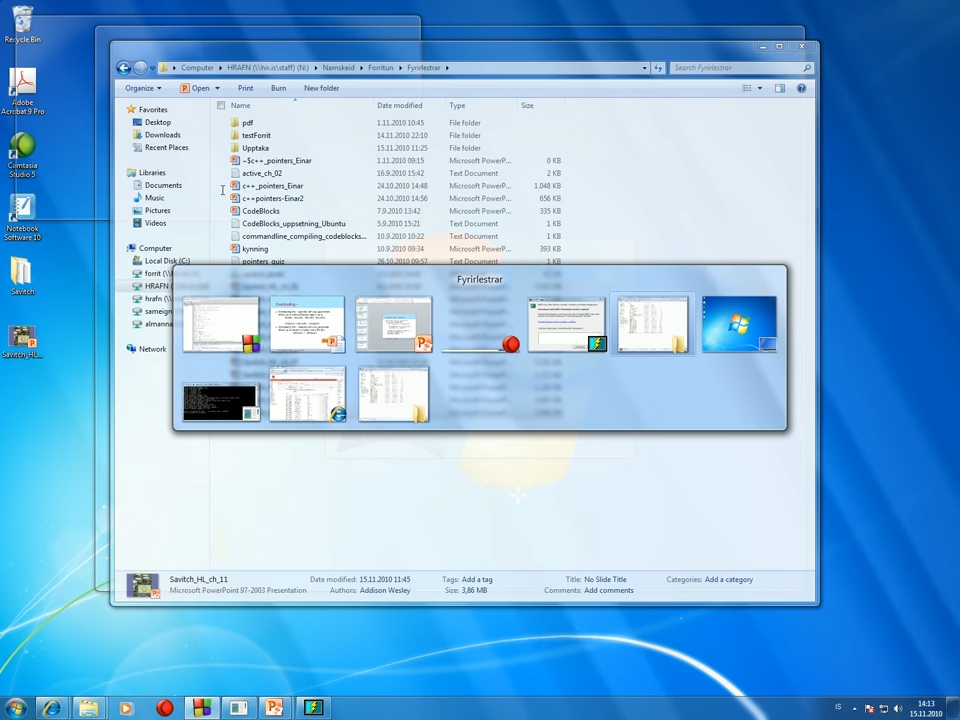 Recycle Bin
Adobe
Acrobat 9 Pro
Camtasia
Studio 5
Notebook
Software 10
Savitch
Savitch_HL...
Computer HRAFN (\\hir.is\staff) (N:) Namskeid Forritun Fyrirlestrar
Search Fyrirlestrar
Organize Open Print Burn New folder
Favorites
Desktop
Downloads
Recent Places
Libraries
Documents
Music
Pictures
Videos
Computer
Local Disk (C:)
forrit
HRAFN
hrafn
sameign
almanna
Network
Name Date modified Type Size
pdf 1.11.2010 10:45 File folder
testForrit 14.11.2010 22:10 File folder
Upptaka 15.11.2010 11:25 File folder
~$c++_pointers_Einar 1.11.2010 09:15 Microsoft PowerP... 0 KB
active_ch_02 16.9.2010 15:42 Text Document 2 KB
c++_pointers_Einar 24.10.2010 14:48 Microsoft PowerP... 1.048 KB
c++pointers-Einar2 24.10.2010 14:56 Microsoft PowerP... 656 KB
CodeBlocks 7.9.2010 13:42 Microsoft PowerP... 335 KB
CodeBlocks_uppsetning_Ubuntu 5.9.2010 15:21 Text Document 1 KB
commandline_compiling_codeblocks... 10.9.2010 10:22 Text Document 1 KB
kynning 10.9.2010 09:34 Microsoft PowerP... 393 KB
pointers_quiz 26.10.2010 09:57 Text Document 1 KB
Fyrirlestrar
Savitch_HL_ch_11 Date modified: 15.11.2010 11:45 Tags: Add a tag Title: No Slide Title Categories: Add a category
Microsoft PowerPoint 97-2003 Presentation Authors: Addison Wesley Size: 3,86 MB Comments: Add comments
IS
14:13
15.11.2010